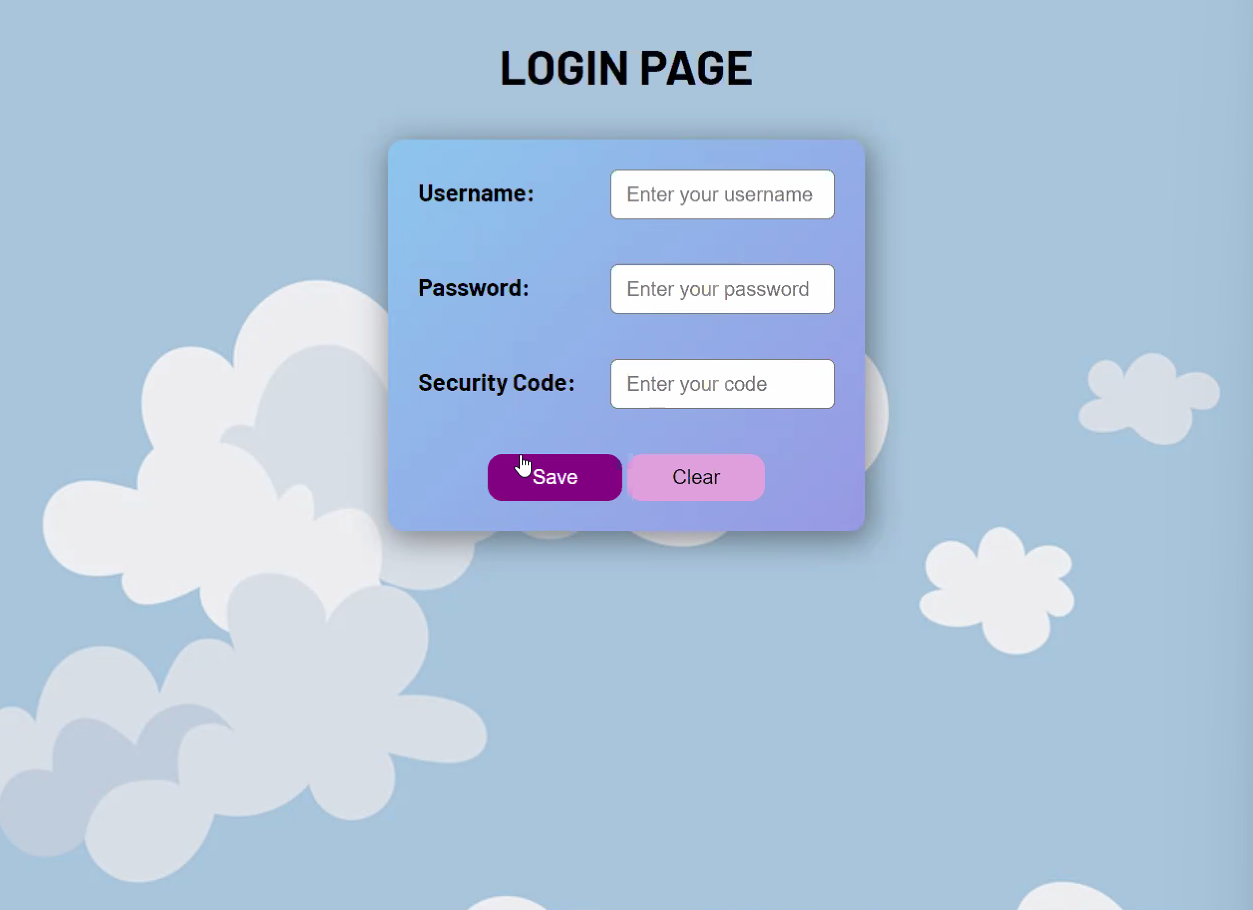 LOGIN PAGE
Username: Enter your username
Password: Enter your password
Security Code: Enter your code
Save Clear